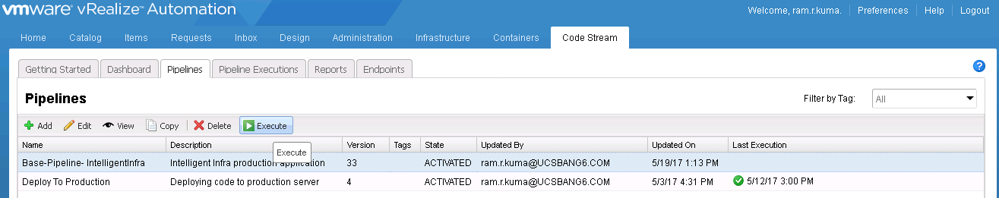 vmware® vRealize™ Automation
Welcome, ram.r.kuma. Preferences Help Logout
Home Catalog Items Requests Inbox Design Administration Infrastructure Containers Code Stream
Getting Started Dashboard Pipelines Pipeline Executions Reports Endpoints
?
Pipelines
Filter by Tag: All
Add Edit View Copy Delete Execute
Name Description Version Tags State Updated By Updated On Last Execution
Execute
Base-Pipeline- IntelligentInfra Intelligent Infra production application 33 ACTIVATED ram.r.kuma@UCSBANG6.COM 5/19/17 1:13 PM
Deploy To Production Deploying code to production server 4 ACTIVATED ram.r.kuma@UCSBANG6.COM 5/3/17 4:31 PM 5/12/17 3:00 PM